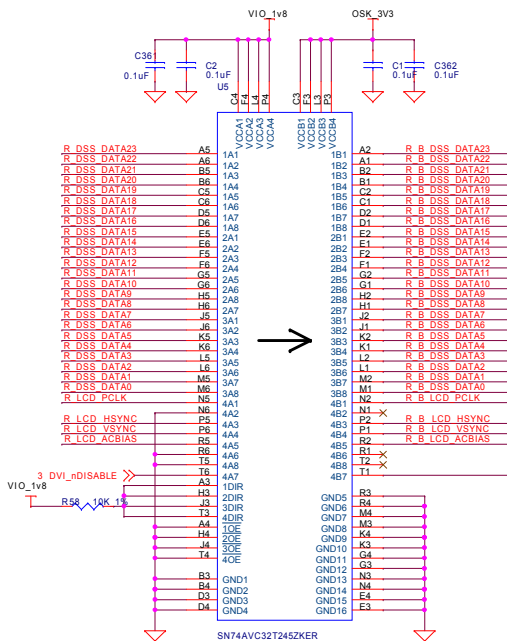 VIO_1v8 OSK_3V3
C361 C2 C1 C362
0.1uF 0.1uF 0.1uF 0.1uF
U5
C4 F4 L4 P4 C3 F3 L3 P3
VCCA1 VCCA2 VCCA3 VCCA4 VCCB1 VCCB2 VCCB3 VCCB4
R_DSS_DATA23 A5 1A1 1B1 A2 R_B_DSS_DATA23
R_DSS_DATA22 A6 1A2 1B2 A1 R_B_DSS_DATA22
R_DSS_DATA21 B5 1A3 1B3 B2 R_B_DSS_DATA21
R_DSS_DATA20 B6 1A4 1B4 B1 R_B_DSS_DATA20
R_DSS_DATA19 C5 1A5 1B5 C2 R_B_DSS_DATA19
R_DSS_DATA18 C6 1A6 1B6 C1 R_B_DSS_DATA18
R_DSS_DATA17 D5 1A7 1B7 D2 R_B_DSS_DATA17
R_DSS_DATA16 D6 1A8 1B8 D1 R_B_DSS_DATA16
R_DSS_DATA15 E5 2A1 2B1 E2 R_B_DSS_DATA15
R_DSS_DATA14 E6 2A2 2B2 E1 R_B_DSS_DATA14
R_DSS_DATA13 F5 2A3 2B3 F2 R_B_DSS_DATA13
R_DSS_DATA12 F6 2A4 2B4 F1 R_B_DSS_DATA12
R_DSS_DATA11 G5 2A5 2B5 G2 R_B_DSS_DATA11
R_DSS_DATA10 G6 2A6 2B6 G1 R_B_DSS_DATA10
R_DSS_DATA9 H5 2A7 2B7 H2 R_B_DSS_DATA9
R_DSS_DATA8 H6 2A8 2B8 H1 R_B_DSS_DATA8
R_DSS_DATA7 J5 3A1 3B1 J2 R_B_DSS_DATA7
R_DSS_DATA6 J6 3A2 3B2 J1 R_B_DSS_DATA6
R_DSS_DATA5 K5 3A3 3B3 K2 R_B_DSS_DATA5
R_DSS_DATA4 K6 3A4 3B4 K1 R_B_DSS_DATA4
R_DSS_DATA3 L5 3A5 3B5 L2 R_B_DSS_DATA3
R_DSS_DATA2 L6 3A6 3B6 L1 R_B_DSS_DATA2
R_DSS_DATA1 M5 3A7 3B7 M2 R_B_DSS_DATA1
R_DSS_DATA0 M6 3A8 3B8 M1 R_B_DSS_DATA0
R_LCD_PCLK N5 4A1 4B1 N2 R_B_LCD_PCLK
N6 4A2 4B2 N1
R_LCD_HSYNC P5 4A3 4B3 P2 R_B_LCD_HSYNC
R_LCD_VSYNC P6 4A4 4B4 P1 R_B_LCD_VSYNC
R_LCD_ACBIAS R5 4A5 4B5 R2 R_B_LCD_ACBIAS
R6 4A6 4B6 R1
T5 4A8 4B8 T2
3 DVI_nDISABLE T6 4A7 4B7 T1
VIO_1v8 A3 1DIR
R58 10K 1% H3 2DIR GND5 R3
J3 3DIR GND6 R4
T3 4DIR GND7 M4
A4 1OE GND8 M3
H4 2OE GND9 K4
J4 3OE GND10 K3
T4 4OE GND11 G4
GND12 G3
B3 GND1 GND13 N3
B4 GND2 GND14 N4
D3 GND3 GND15 E4
D4 GND4 GND16 E3
SN74AVC32T245ZKER